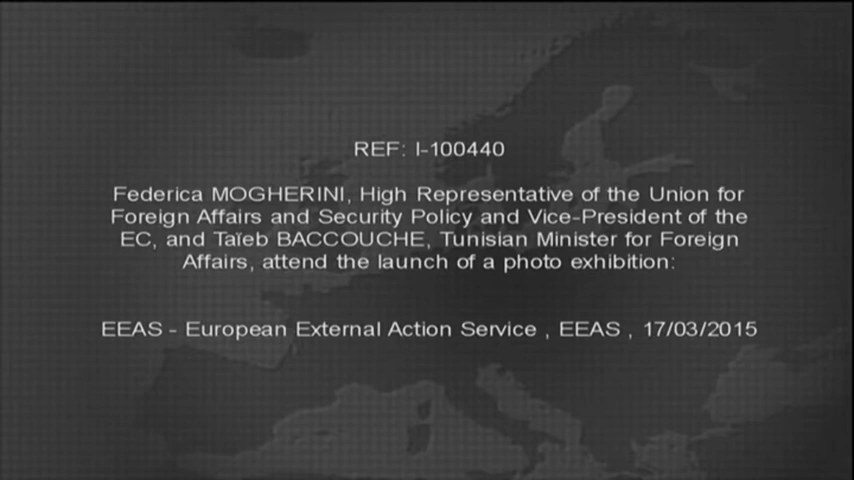 REF: I-100440
Federica MOGHERINI, High Representative of the Union for
Foreign Affairs and Security Policy and Vice-President of the
EC, and Taïeb BACCOUCHE, Tunisian Minister for Foreign
Affairs, attend the launch of a photo exhibition:
EEAS - European External Action Service , EEAS , 17/03/2015